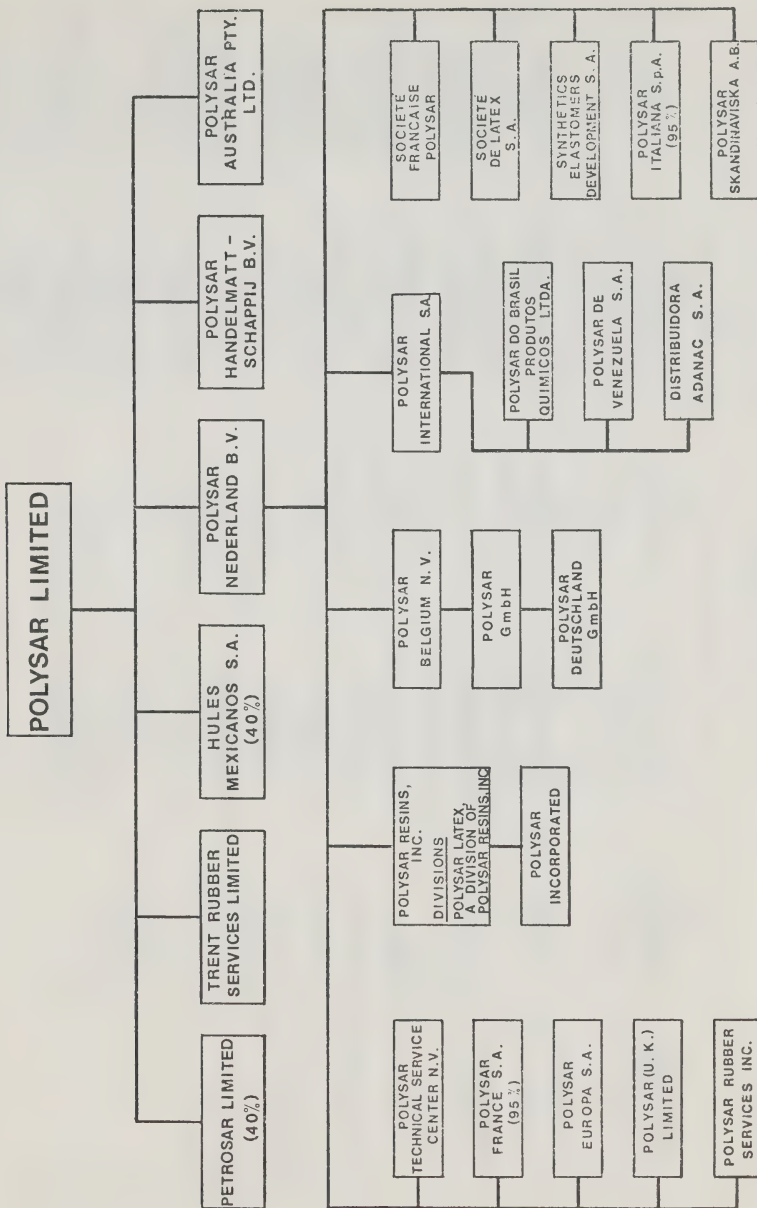 POLYSAR LIMITED
PETROSAR LIMITED
(40%)
TRENT RUBBER
SERVICES LIMITED
HULES
MEXICANOS S.A.
(40%)
POLYSAR
NEDERLAND B.V.
POLYSAR
HANDELMATT-
SCHAPPIJ B.V.
POLYSAR
AUSTRALIA PTY.
LTD.
POLYSAR
TECHNICAL SERVICE
CENTER N.V.
POLYSAR
FRANCE S.A.
(95%)
POLYSAR
EUROPA S.A.
POLYSAR (U.K.)
LIMITED
POLYSAR RUBBER
SERVICES INC.
POLYSAR RESINS,
INC.
DIVISIONS
POLYSAR LATEX,
A DIVISION OF
POLYSAR RESINS, INC
POLYSAR
INCORPORATED
POLYSAR
BELGIUM N.V.
POLYSAR
GmbH
POLYSAR
DEUTSCHLAND
GmbH
POLYSAR
INTERNATIONAL S.A.
POLYSAR DO BRASIL
PRODUTOS
QUIMICOS LTDA.
POLYSAR DE
VENEZUELA S.A.
DISTRIBUIDORA
ADANAC S.A.
SOCIETÉ
FRANCAISE
POLYSAR
SOCIETÉ
DE LATEX
S.A.
SYNTHETICS
ELASTOMERS
DEVELOPMENT S.A.
POLYSAR
ITALIANA S.p.A.
(95%)
POLYSAR
SKANDINAVISKA A.B.